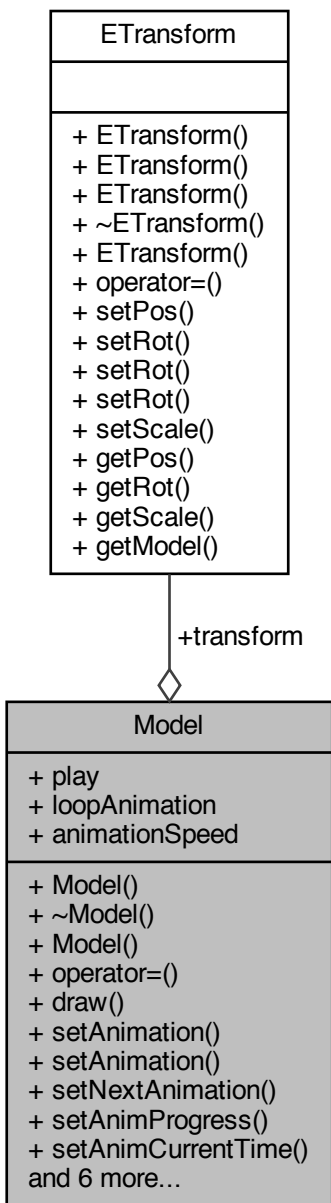 ETransform
+ ETransform()
+ ETransform()
+ ETransform()
+ ~ETransform()
+ ETransform()
+ operator=()
+ setPos()
+ setRot()
+ setRot()
+ setRot()
+ setScale()
+ getPos()
+ getRot()
+ getScale()
+ getModel()
+transform
Model
+ play
+ loopAnimation
+ animationSpeed
+ Model()
+ ~Model()
+ Model()
+ operator=()
+ draw()
+ setAnimation()
+ setAnimation()
+ setNextAnimation()
+ setAnimProgress()
+ setAnimCurrentTime()
and 6 more...